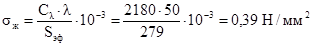 σж = Cλ · λ / Sэф · 10⁻³ = 2180 · 50 / 279 · 10⁻³ = 0,39 Н / мм²